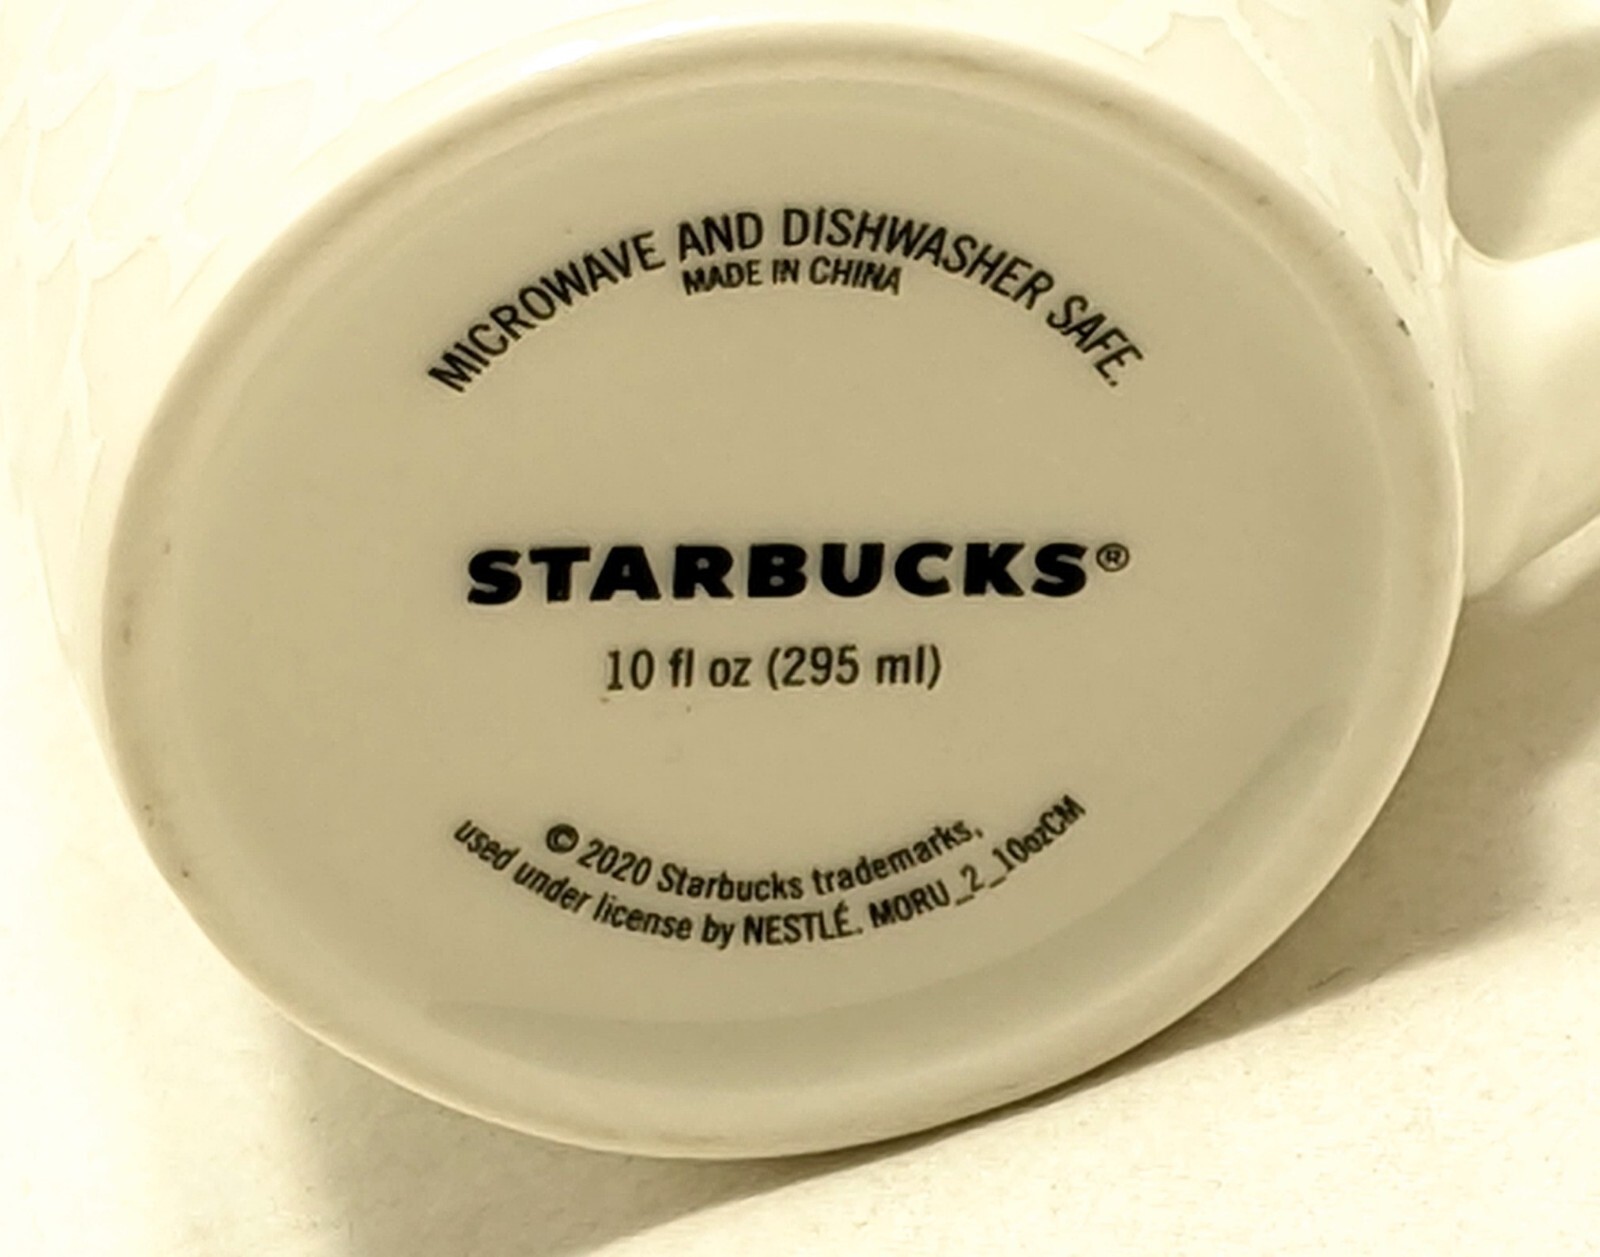 MICROWAVE AND DISHWASHER SAFE.
MADE IN CHINA
STARBUCKS®
10 fl oz (295 ml)
© 2020 Starbucks trademarks,
used under license by NESTLÉ. MORU_2_10ozCM